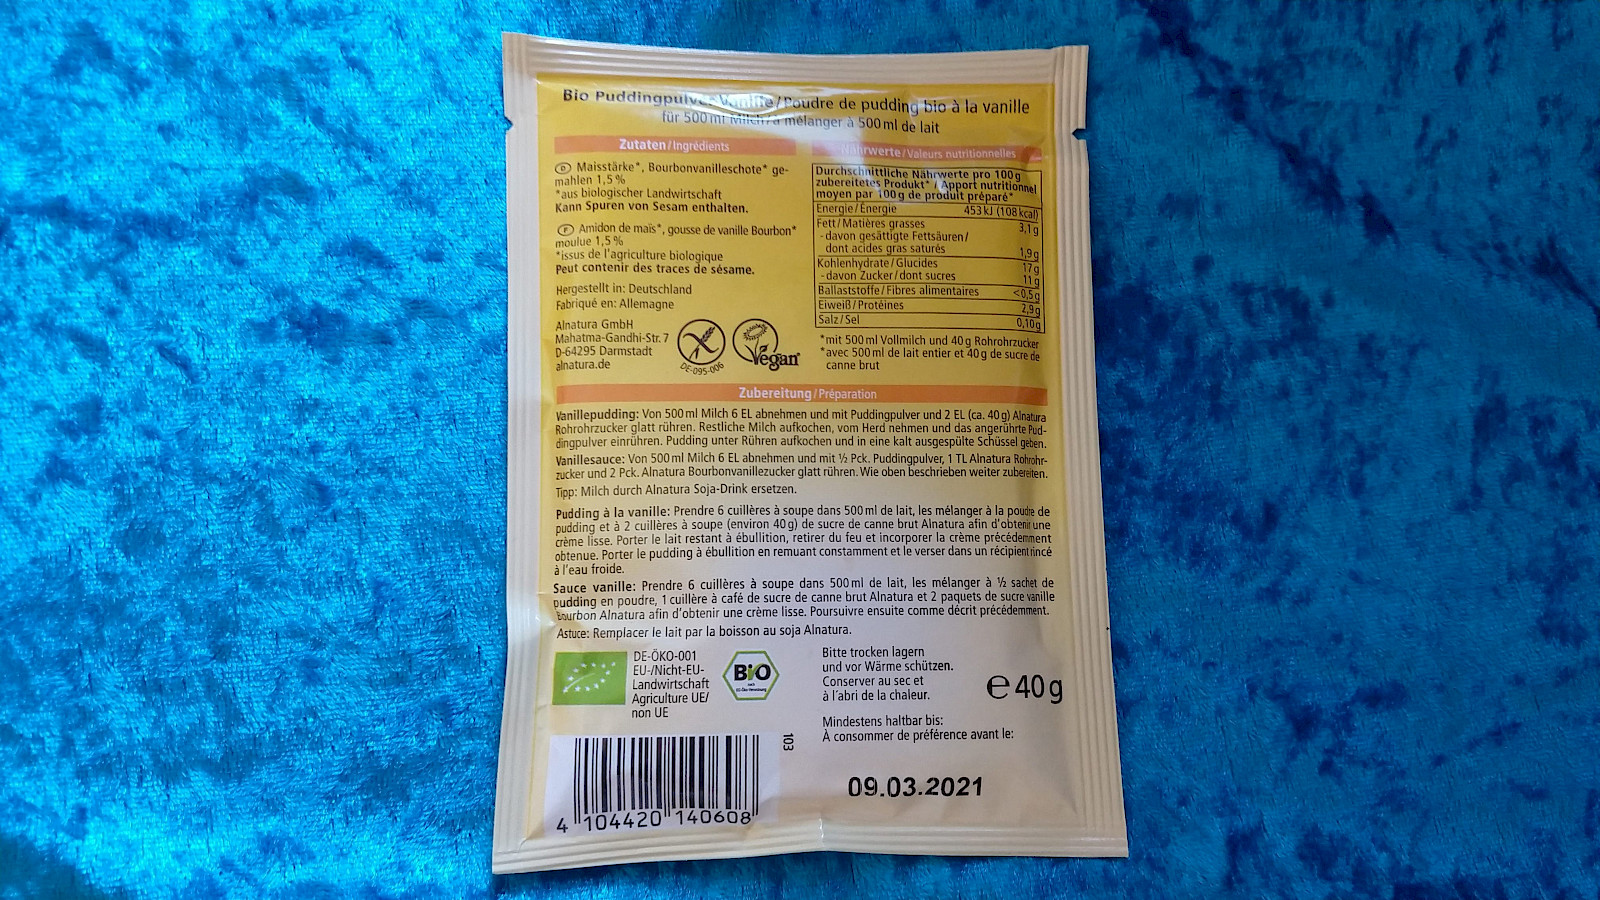 Bio Puddingpulver Vanille / Poudre de pudding bio à la vanille
für 500 ml Milch / à mélanger à 500 ml de lait
Zutaten / Ingrédients
D Maisstärke*, Bourbonvanilleschote* ge-
mahlen 1,5 %
*aus biologischer Landwirtschaft
Kann Spuren von Sesam enthalten.
F Amidon de maïs*, gousse de vanille Bourbon*
moulue 1,5 %
*issus de l'agriculture biologique
Peut contenir des traces de sésame.
Hergestellt in: Deutschland
Fabriqué en: Allemagne
Alnatura GmbH
Mahatma-Gandhi-Str. 7
D-64295 Darmstadt
alnatura.de
DE-095-006
Vegan
Nährwerte / Valeurs nutritionnelles
Durchschnittliche Nährwerte pro 100 g
zubereitetes Produkt* / Apport nutritionnel
moyen par 100 g de produit préparé*
Energie / Énergie 453 kJ (108 kcal)
Fett / Matières grasses 3,1 g
- davon gesättigte Fettsäuren /
dont acides gras saturés 1,9 g
Kohlenhydrate / Glucides 17 g
- davon Zucker / dont sucres 11 g
Ballaststoffe / Fibres alimentaires <0,5 g
Eiweiß / Protéines 2,9 g
Salz / Sel 0,10 g
*mit 500 ml Vollmilch und 40 g Rohrohrzucker
*avec 500 ml de lait entier et 40 g de sucre de
canne brut
Zubereitung / Préparation
Vanillepudding: Von 500 ml Milch 6 EL abnehmen und mit Puddingpulver und 2 EL (ca. 40 g) Alnatura
Rohrohrzucker glatt rühren. Restliche Milch aufkochen, vom Herd nehmen und das angerührte Pud-
dingpulver einrühren. Pudding unter Rühren aufkochen und in eine kalt ausgespülte Schüssel geben.
Vanillesauce: Von 500 ml Milch 6 EL abnehmen und mit ½ Pck. Puddingpulver, 1 TL Alnatura Rohrohr-
zucker und 2 Pck. Alnatura Bourbonvanillezucker glatt rühren. Wie oben beschrieben weiter zubereiten.
Tipp: Milch durch Alnatura Soja-Drink ersetzen.
Pudding à la vanille: Prendre 6 cuillères à soupe dans 500 ml de lait, les mélanger à la poudre de
pudding et à 2 cuillères à soupe (environ 40 g) de sucre de canne brut Alnatura afin d'obtenir une
crème lisse. Porter le lait restant à ébullition, retirer du feu et incorporer la crème précédemment
obtenue. Porter le pudding à ébullition en remuant constamment et le verser dans un récipient rincé
à l'eau froide.
Sauce vanille: Prendre 6 cuillères à soupe dans 500 ml de lait, les mélanger à ½ sachet de
pudding en poudre, 1 cuillère à café de sucre de canne brut Alnatura et 2 paquets de sucre vanille
Bourbon Alnatura afin d'obtenir une crème lisse. Poursuivre ensuite comme décrit précédemment.
Astuce: Remplacer le lait par la boisson au soja Alnatura.
DE-ÖKO-001
EU-/Nicht-EU-
Landwirtschaft
Agriculture UE/
non UE
Bio
nach
EG-Öko-Verordnung
Bitte trocken lagern
und vor Wärme schützen.
Conserver au sec et
à l'abri de la chaleur.
e 40 g
Mindestens haltbar bis:
À consommer de préférence avant le:
103
09.03.2021
4 104420 140608